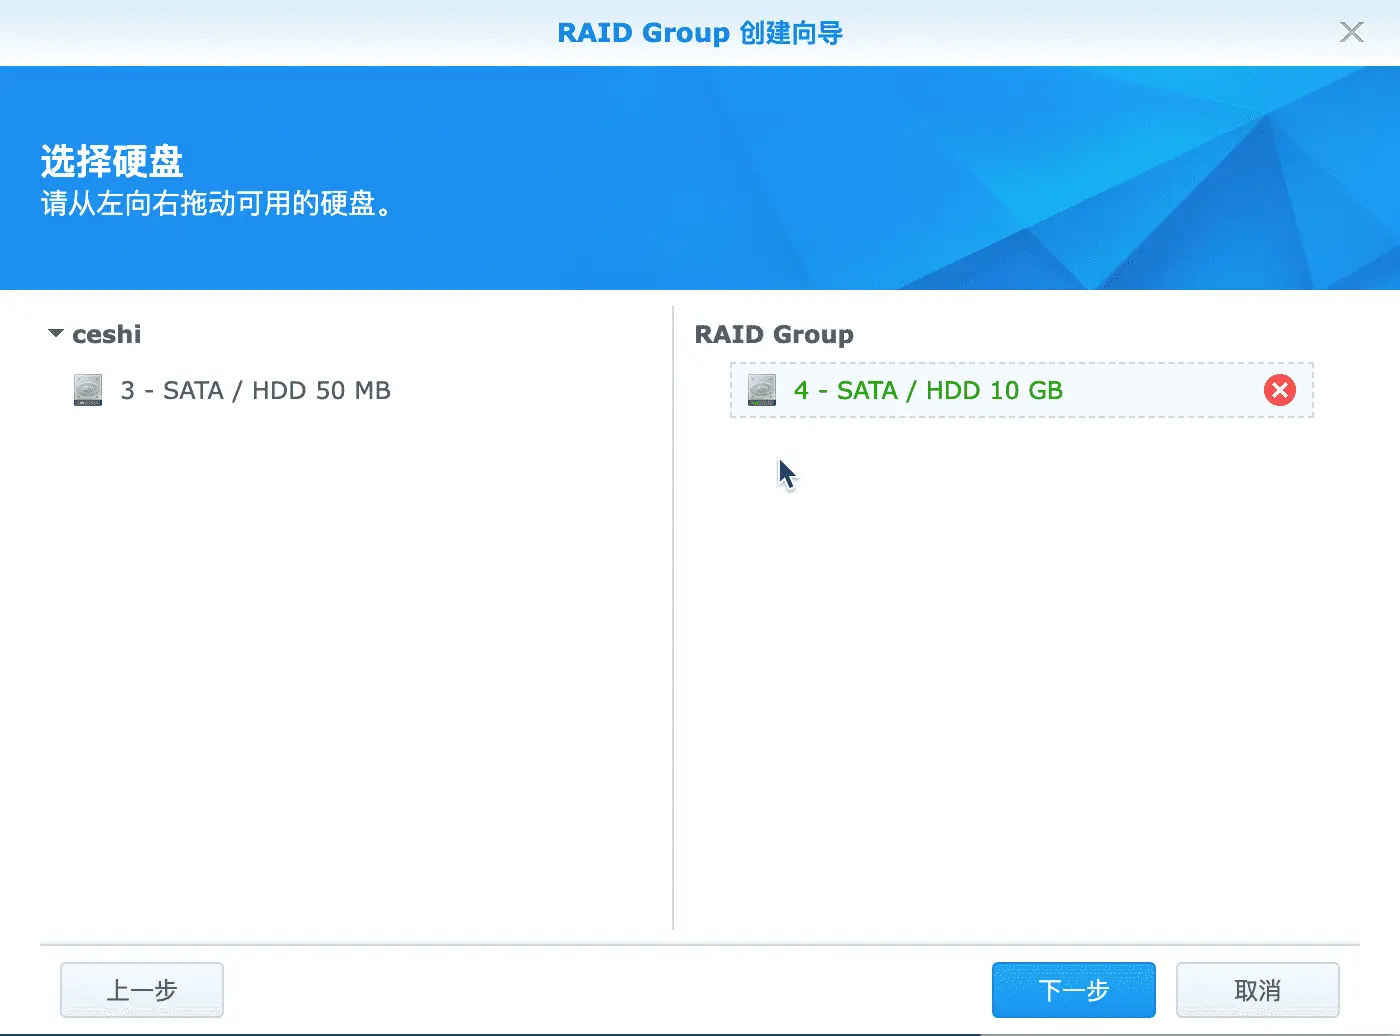 RAID Group 创建向导
选择硬盘
请从左向右拖动可用的硬盘。
ceshi
3 - SATA / HDD 50 MB
RAID Group
4 - SATA / HDD 10 GB
上一步
下一步
取消